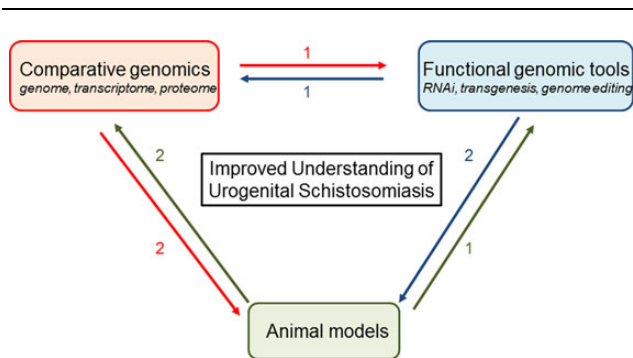 Comparative genomics
genome, transcriptome, proteome
1
1
Functional genomic tools
RNAi, transgenesis, genome editing
2
2
Improved Understanding of
Urogenital Schistosomiasis
2
1
Animal models